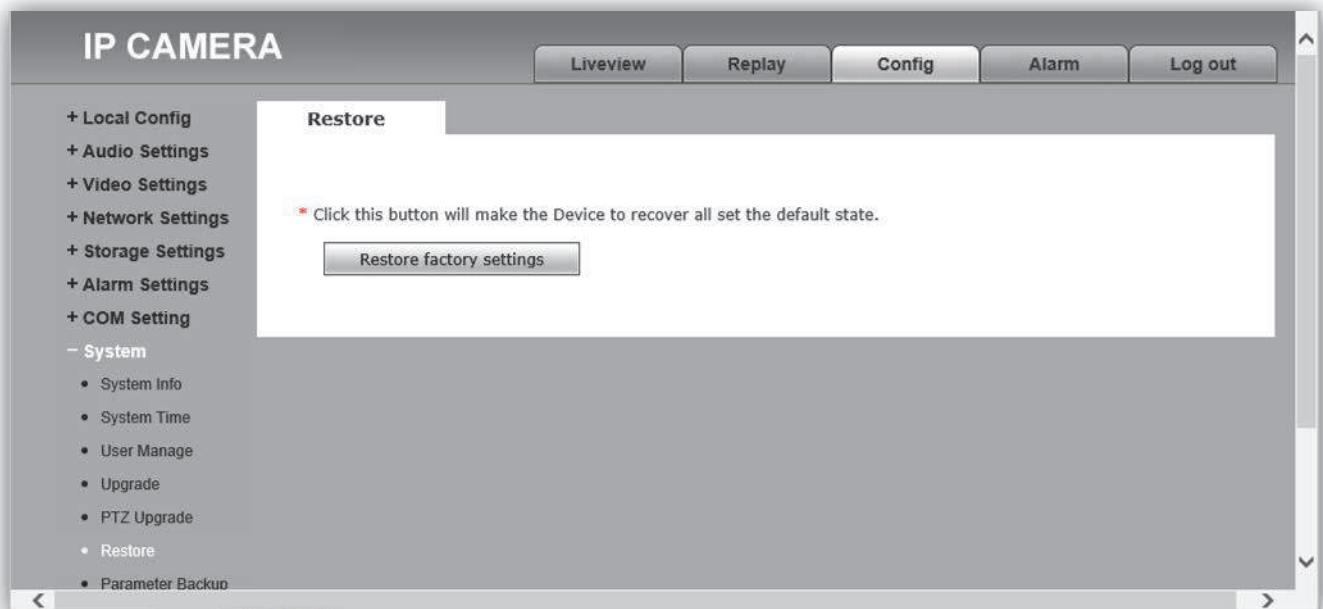 IP CAMERA
Liveview Replay Config Alarm Log out
+ Local Config
+ Audio Settings
+ Video Settings
+ Network Settings
+ Storage Settings
+ Alarm Settings
+ COM Setting
− System
• System Info
• System Time
• User Manage
• Upgrade
• PTZ Upgrade
• Restore
• Parameter Backup
Restore
* Click this button will make the Device to recover all set the default state.
Restore factory settings